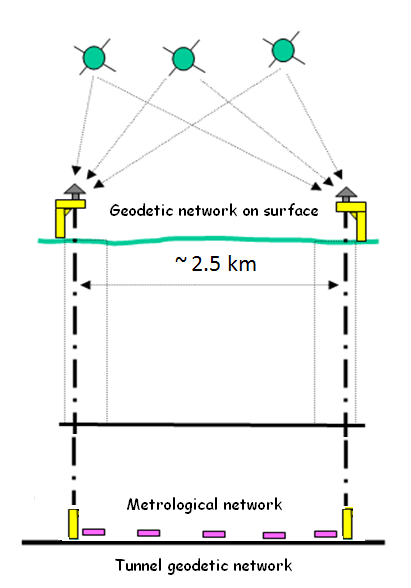 Geodetic network on surface
~ 2.5 km
Metrological network
Tunnel geodetic network